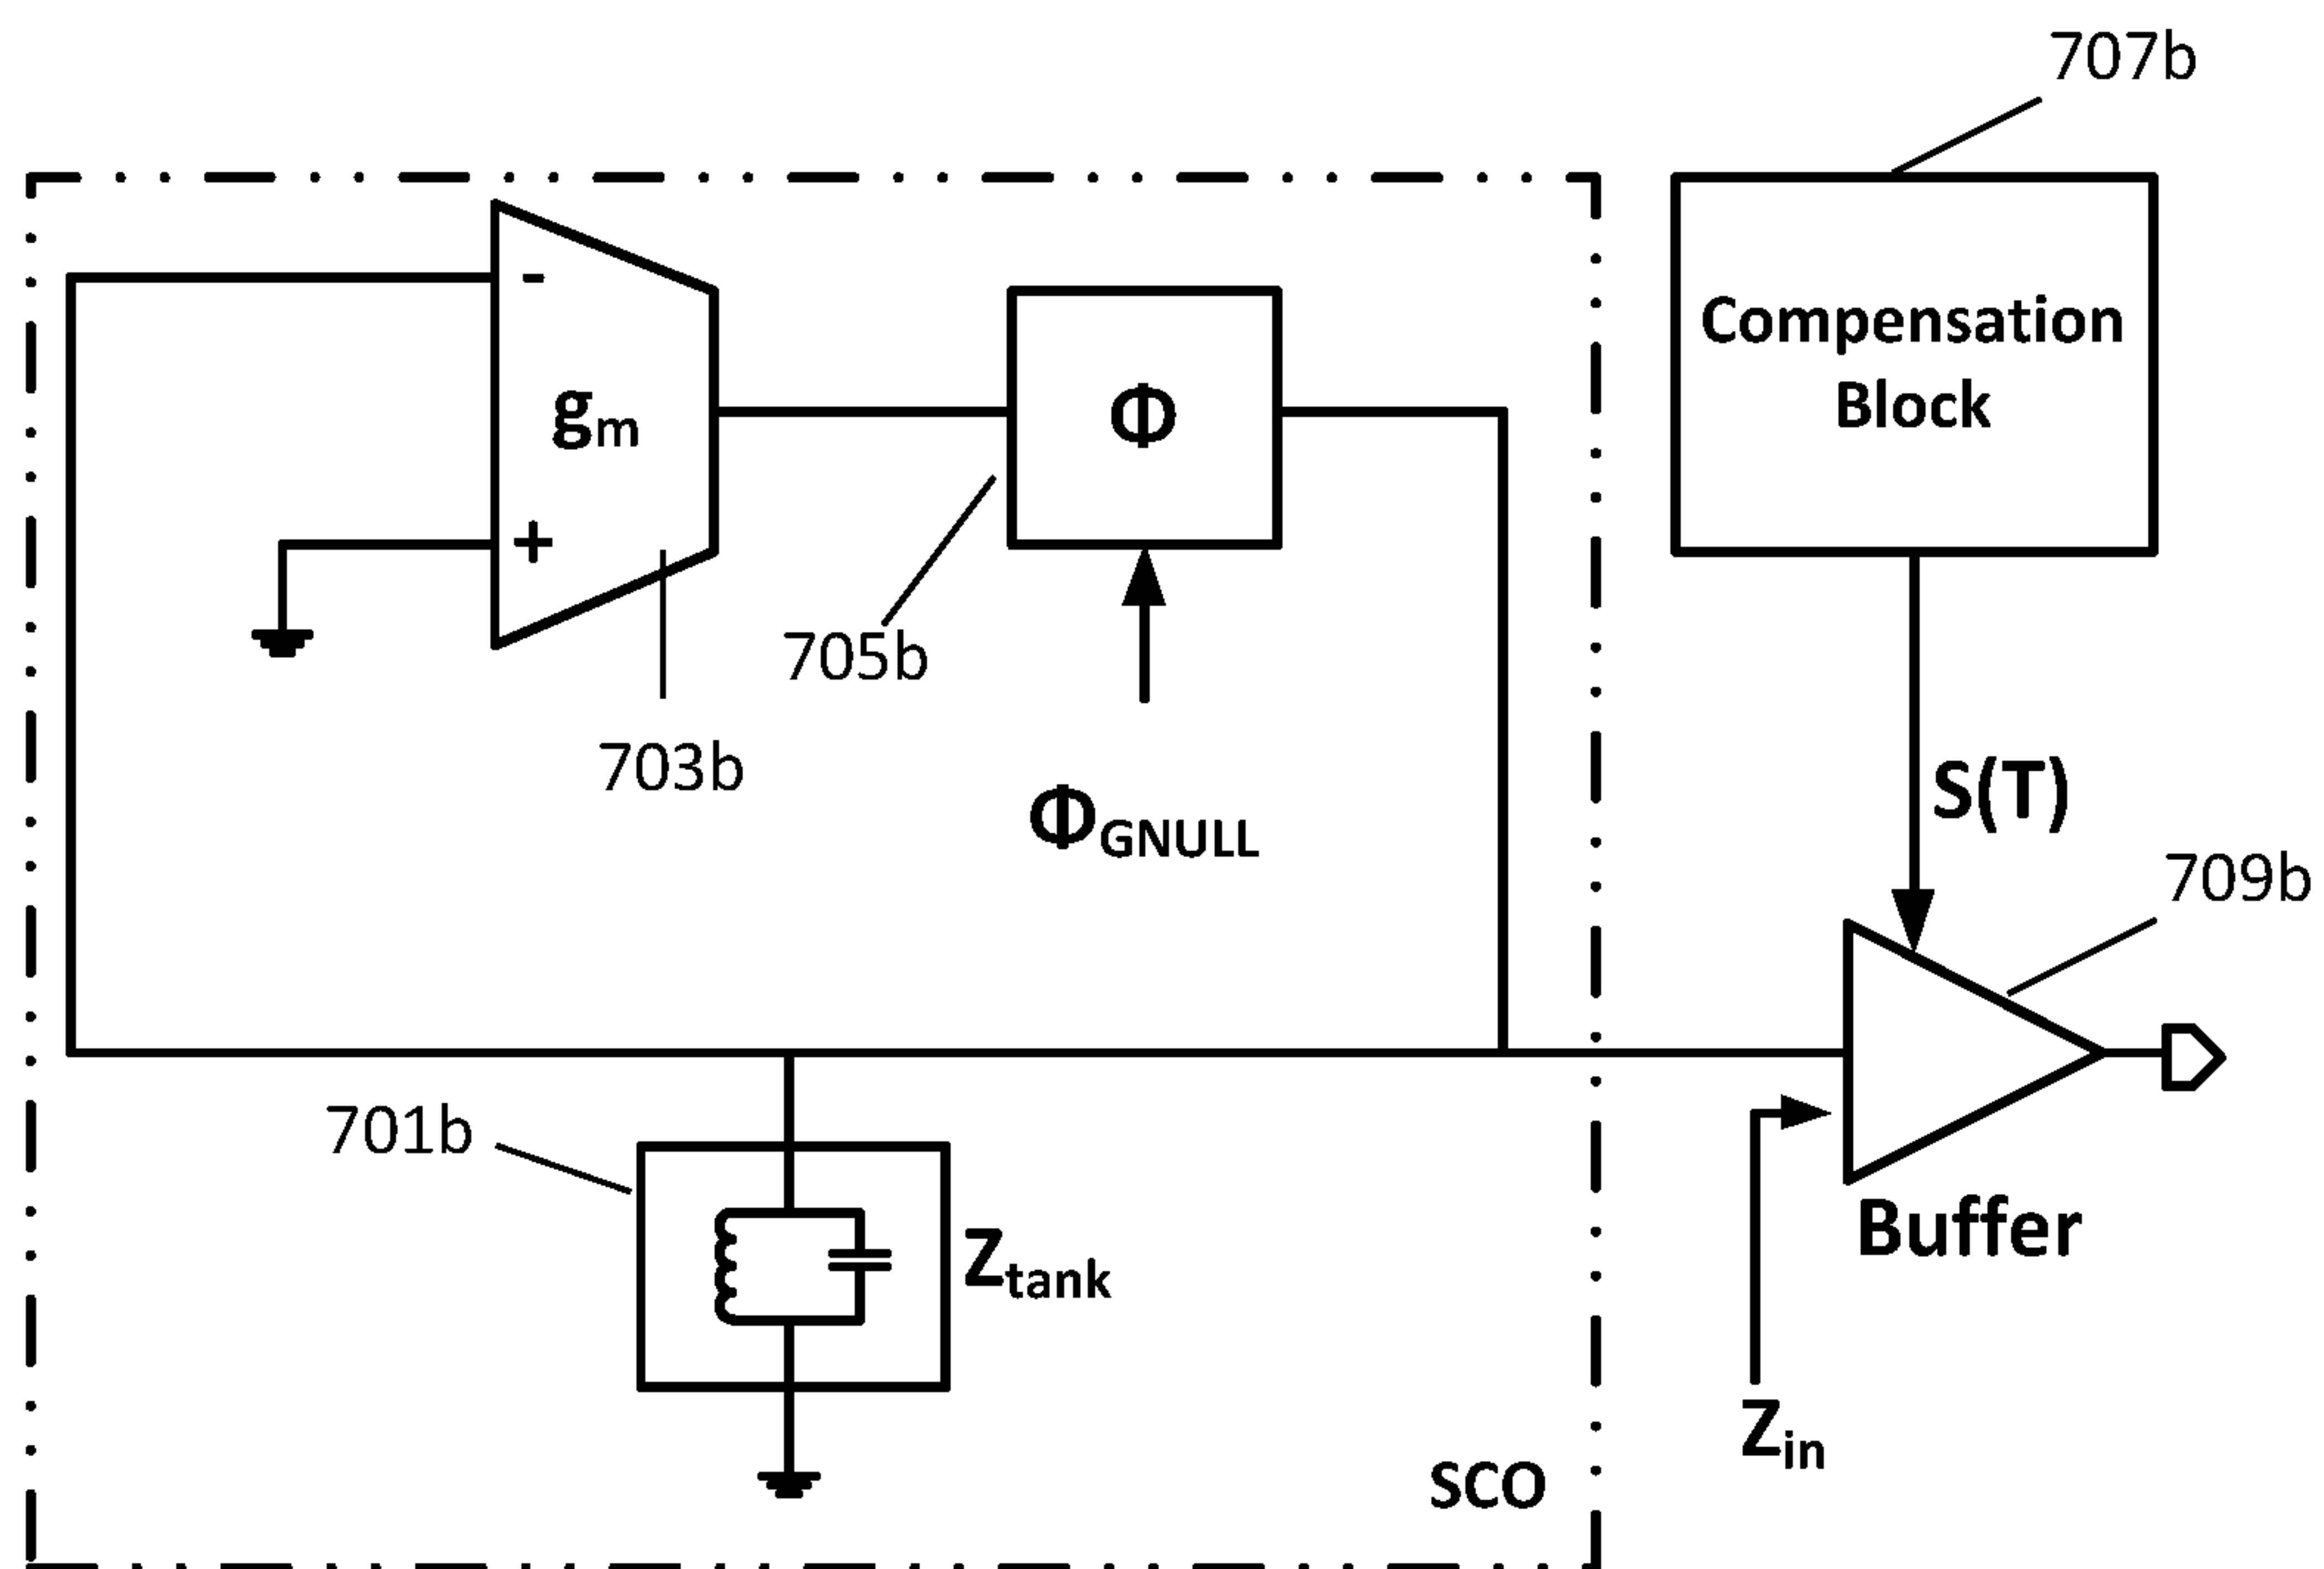 707b
-
Compensation
Block
gm
Φ
+
705b
703b
ΦGNULL
S(T)
709b
701b
Ztank
Buffer
Zin
SCO